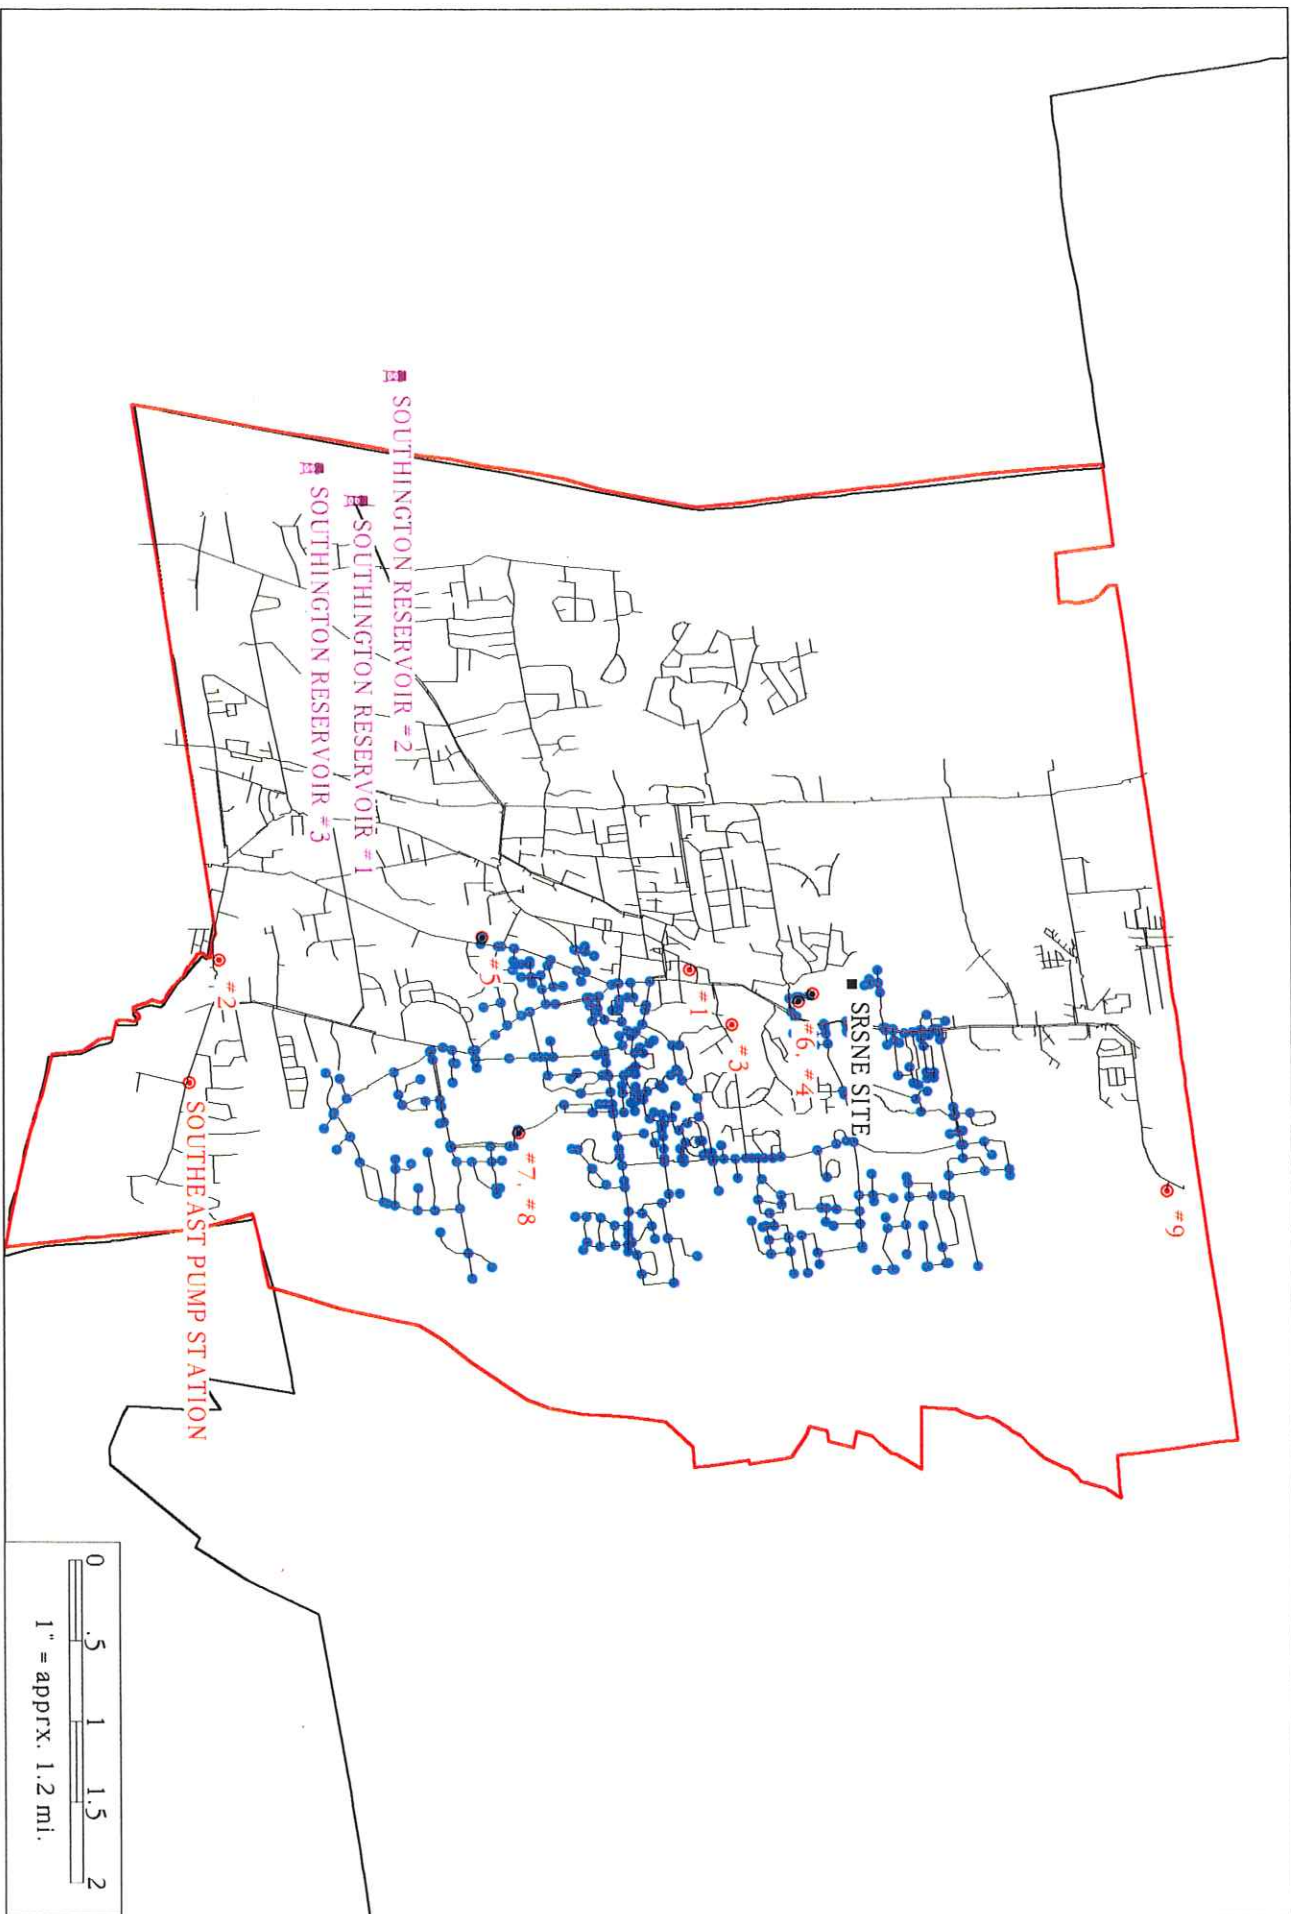 #9
SRSNE SITE
#6, #4
#3
#1
#7, #8
#5
SOUTHINGTON RESERVOIR #2
SOUTHINGTON RESERVOIR #1
SOUTHINGTON RESERVOIR #3
#2
SOUTHEAST PUMP STATION
0 .5 1 1.5 2
1" = apprx. 1.2 mi.